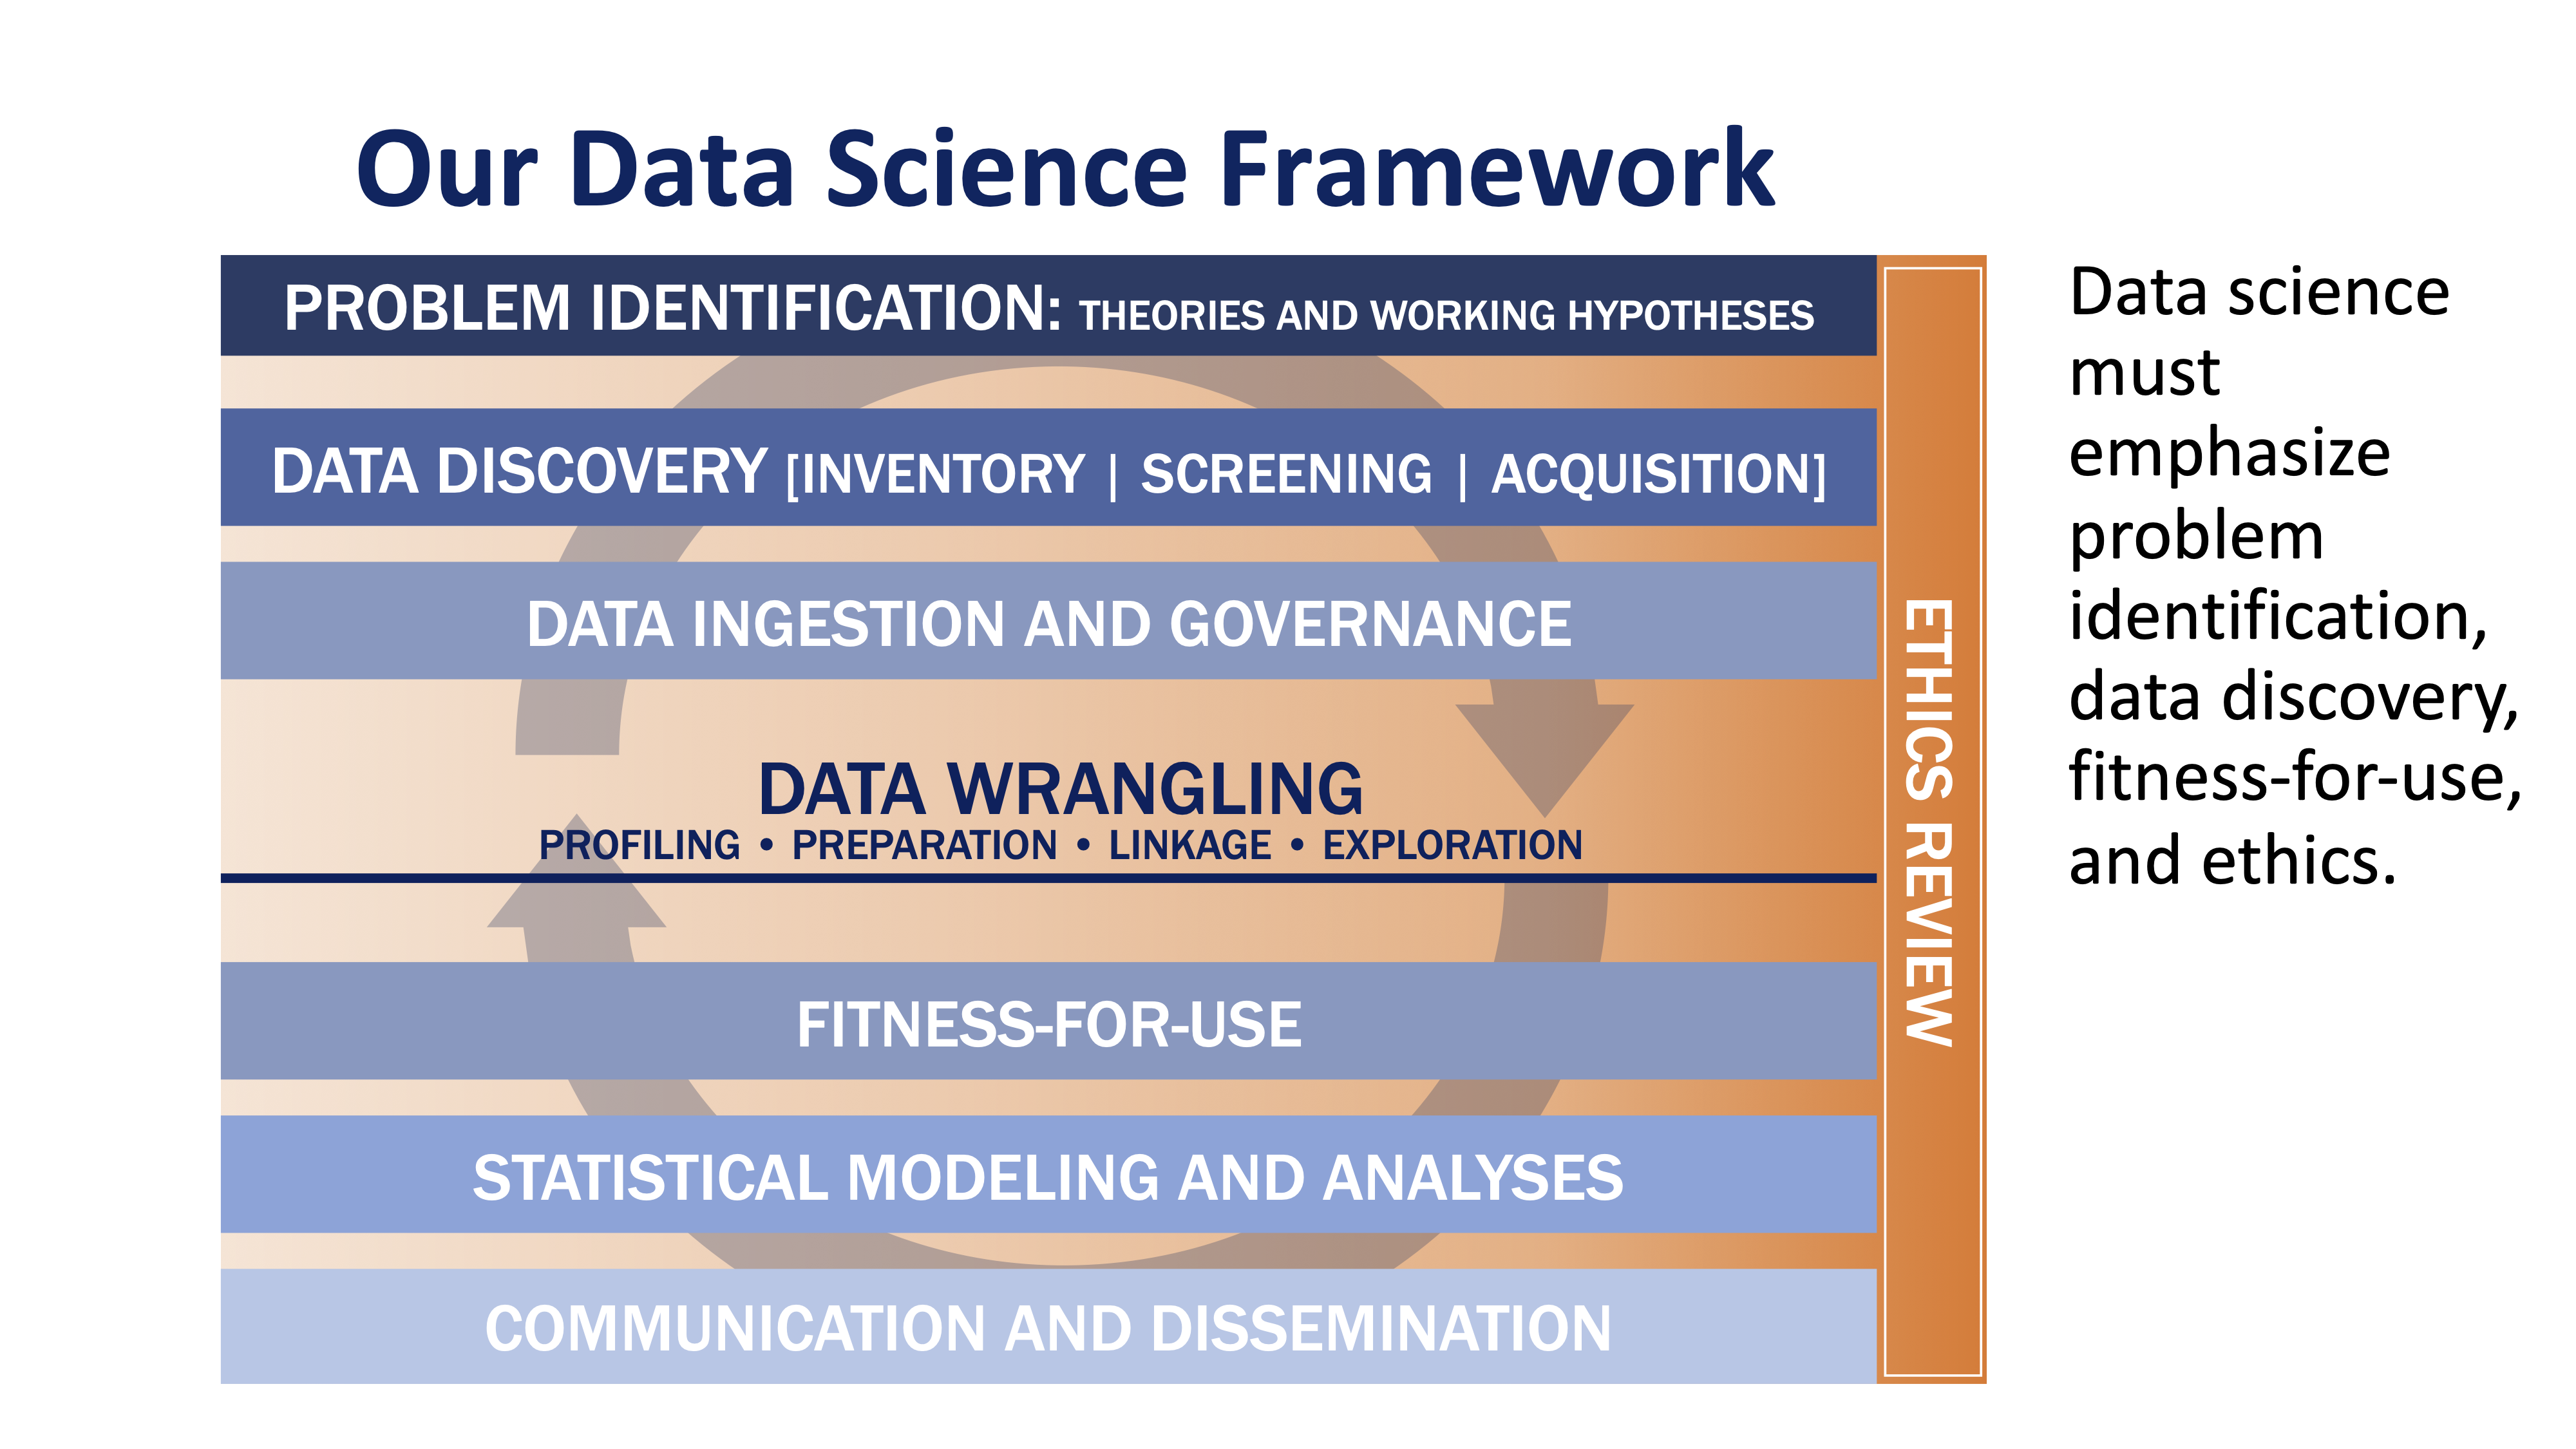 Our Data Science Framework
PROBLEM IDENTIFICATION: THEORIES AND WORKING HYPOTHESES
DATA DISCOVERY [INVENTORY | SCREENING | ACQUISITION]
DATA INGESTION AND GOVERNANCE
DATA WRANGLING
PROFILING • PREPARATION • LINKAGE • EXPLORATION
FITNESS-FOR-USE
STATISTICAL MODELING AND ANALYSES
COMMUNICATION AND DISSEMINATION
ETHICS REVIEW
Data science
must
emphasize
problem
identification,
data discovery,
fitness-for-use,
and ethics.